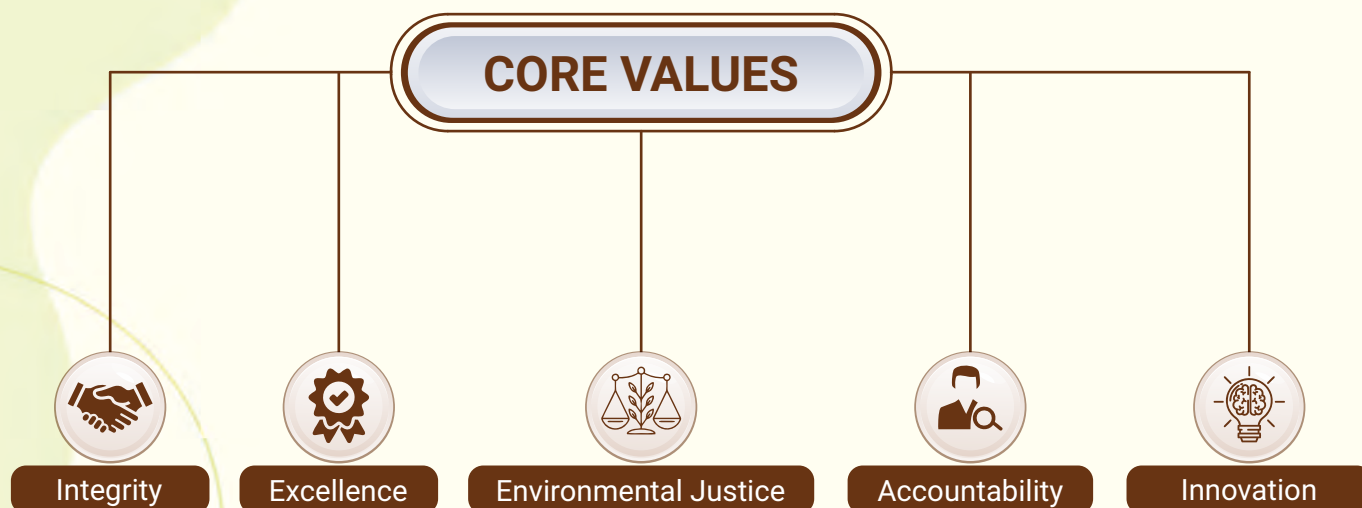 CORE VALUES
Integrity
Excellence
Environmental Justice
Accountability
Innovation